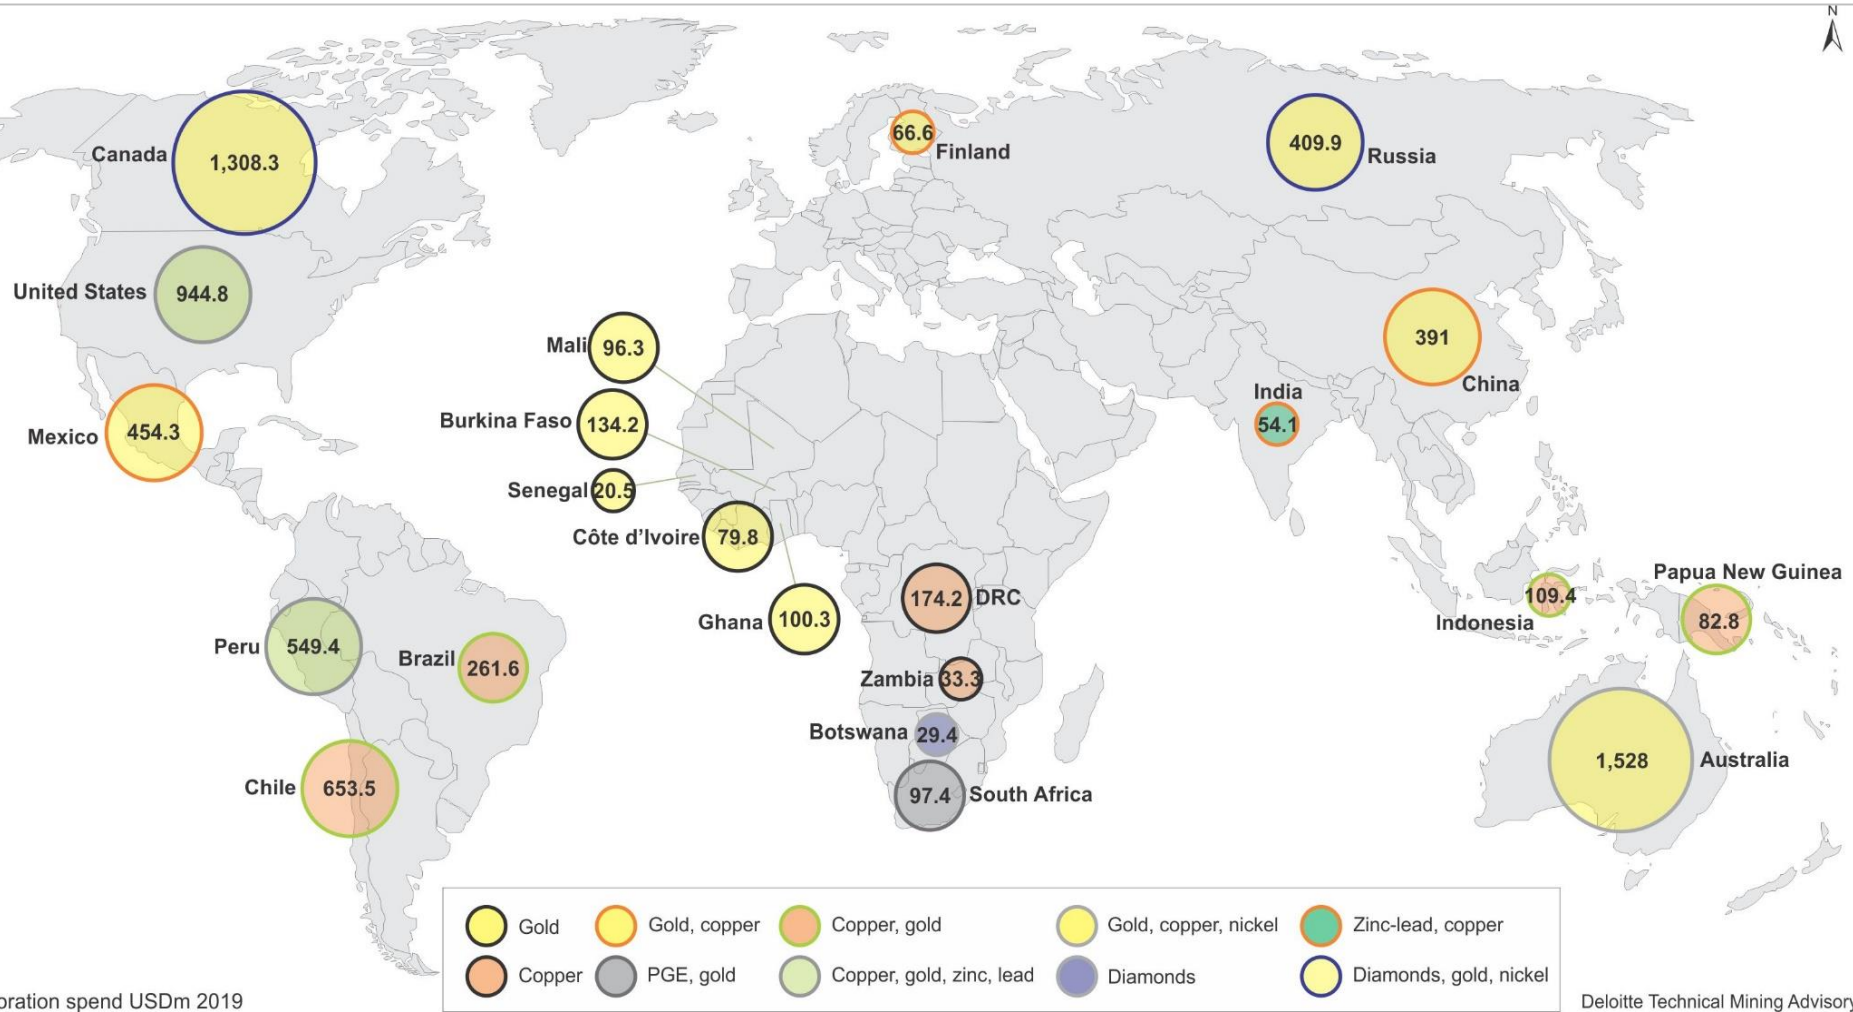 N
Canada
1,308.3
66.6
Finland
409.9
Russia
United States
944.8
Mali
96.3
391
China
India
54.1
Mexico
454.3
Burkina Faso
134.2
Senegal
20.5
Côte d’Ivoire
79.8
Ghana
100.3
174.2
DRC
109.4
Indonesia
Papua New Guinea
82.8
Peru
549.4
Brazil
261.6
Zambia
33.3
Botswana
29.4
South Africa
97.4
Chile
653.5
1,528
Australia
Gold
Gold, copper
Copper, gold
Gold, copper, nickel
Zinc-lead, copper
Copper
PGE, gold
Copper, gold, zinc, lead
Diamonds
Diamonds, gold, nickel
oration spend USDm 2019
Deloitte Technical Mining Advisory